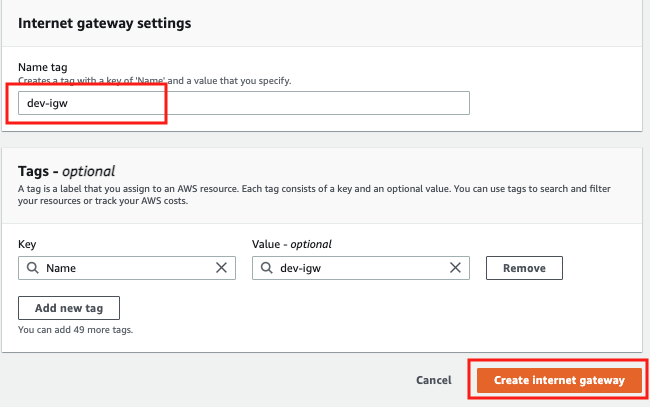 Internet gateway settings
Name tag
Creates a tag with a key of 'Name' and a value that you specify.
dev-igw
Tags - optional
A tag is a label that you assign to an AWS resource. Each tag consists of a key and an optional value. You can use tags to search and filter
your resources or track your AWS costs.
Key
Value - optional
Name
dev-igw
Remove
Add new tag
You can add 49 more tags.
Cancel
Create internet gateway